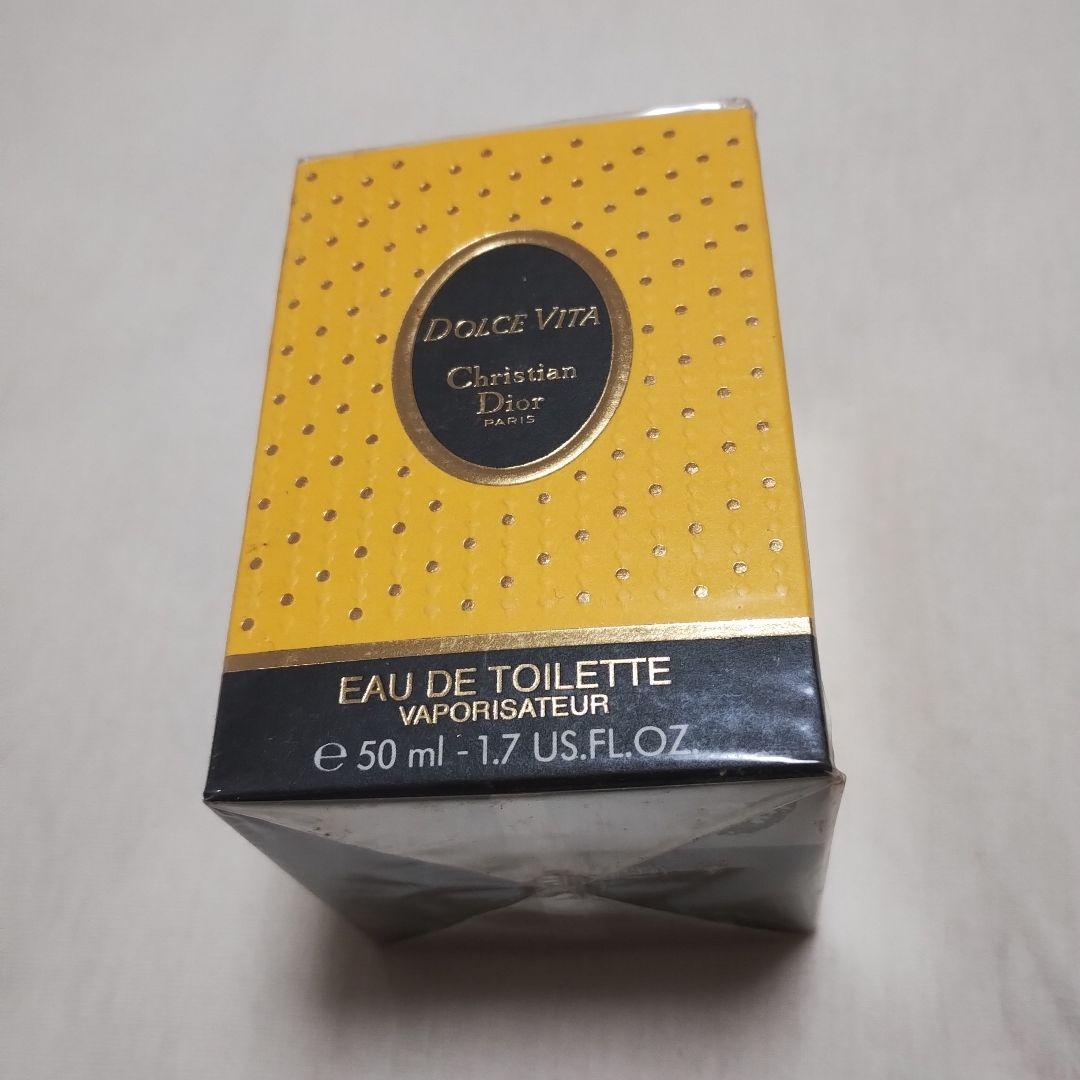 DOLCE VITA
Christian
Dior
PARIS
EAU DE TOILETTE
VAPORISATEUR
℮ 50 ml - 1.7 US.FL.OZ.